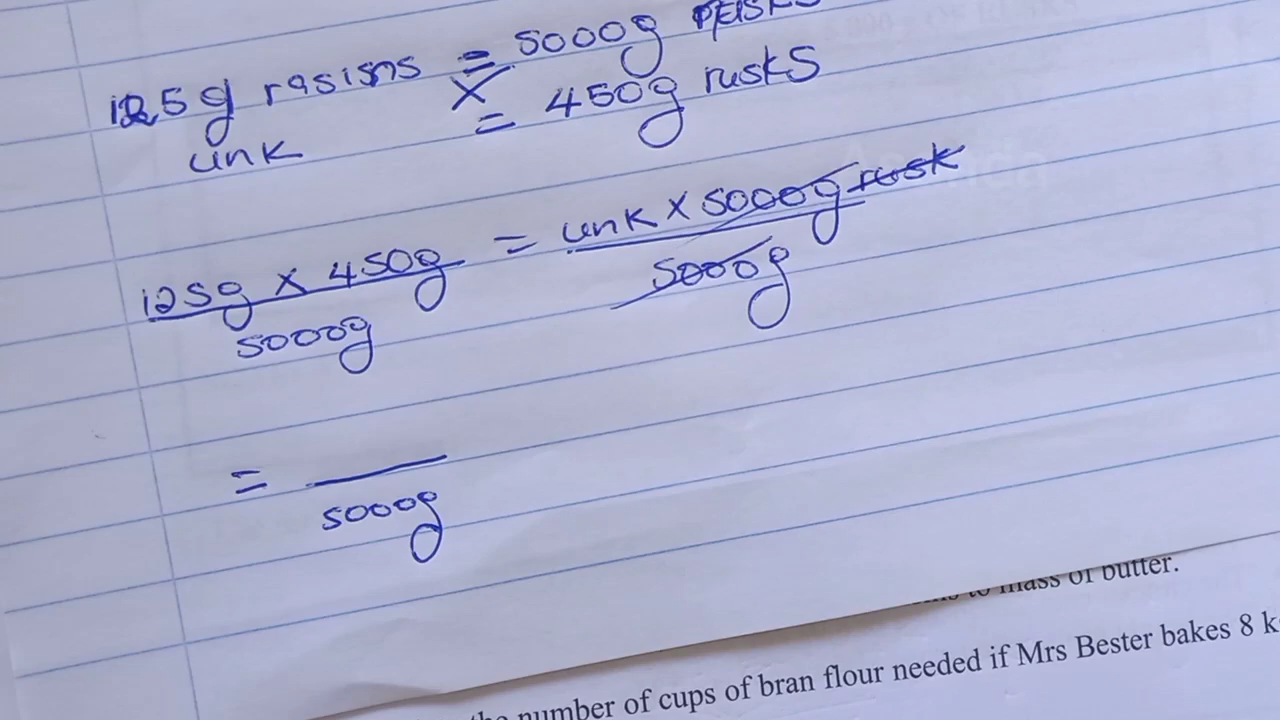 125g rasisns = 5000g
X
unk = 450g rusks
125g x 450g = unk x 5000g rusk
5000g 5000g
=
5000g
to mass of butter.
number of cups of bran flour needed if Mrs Bester bakes 8